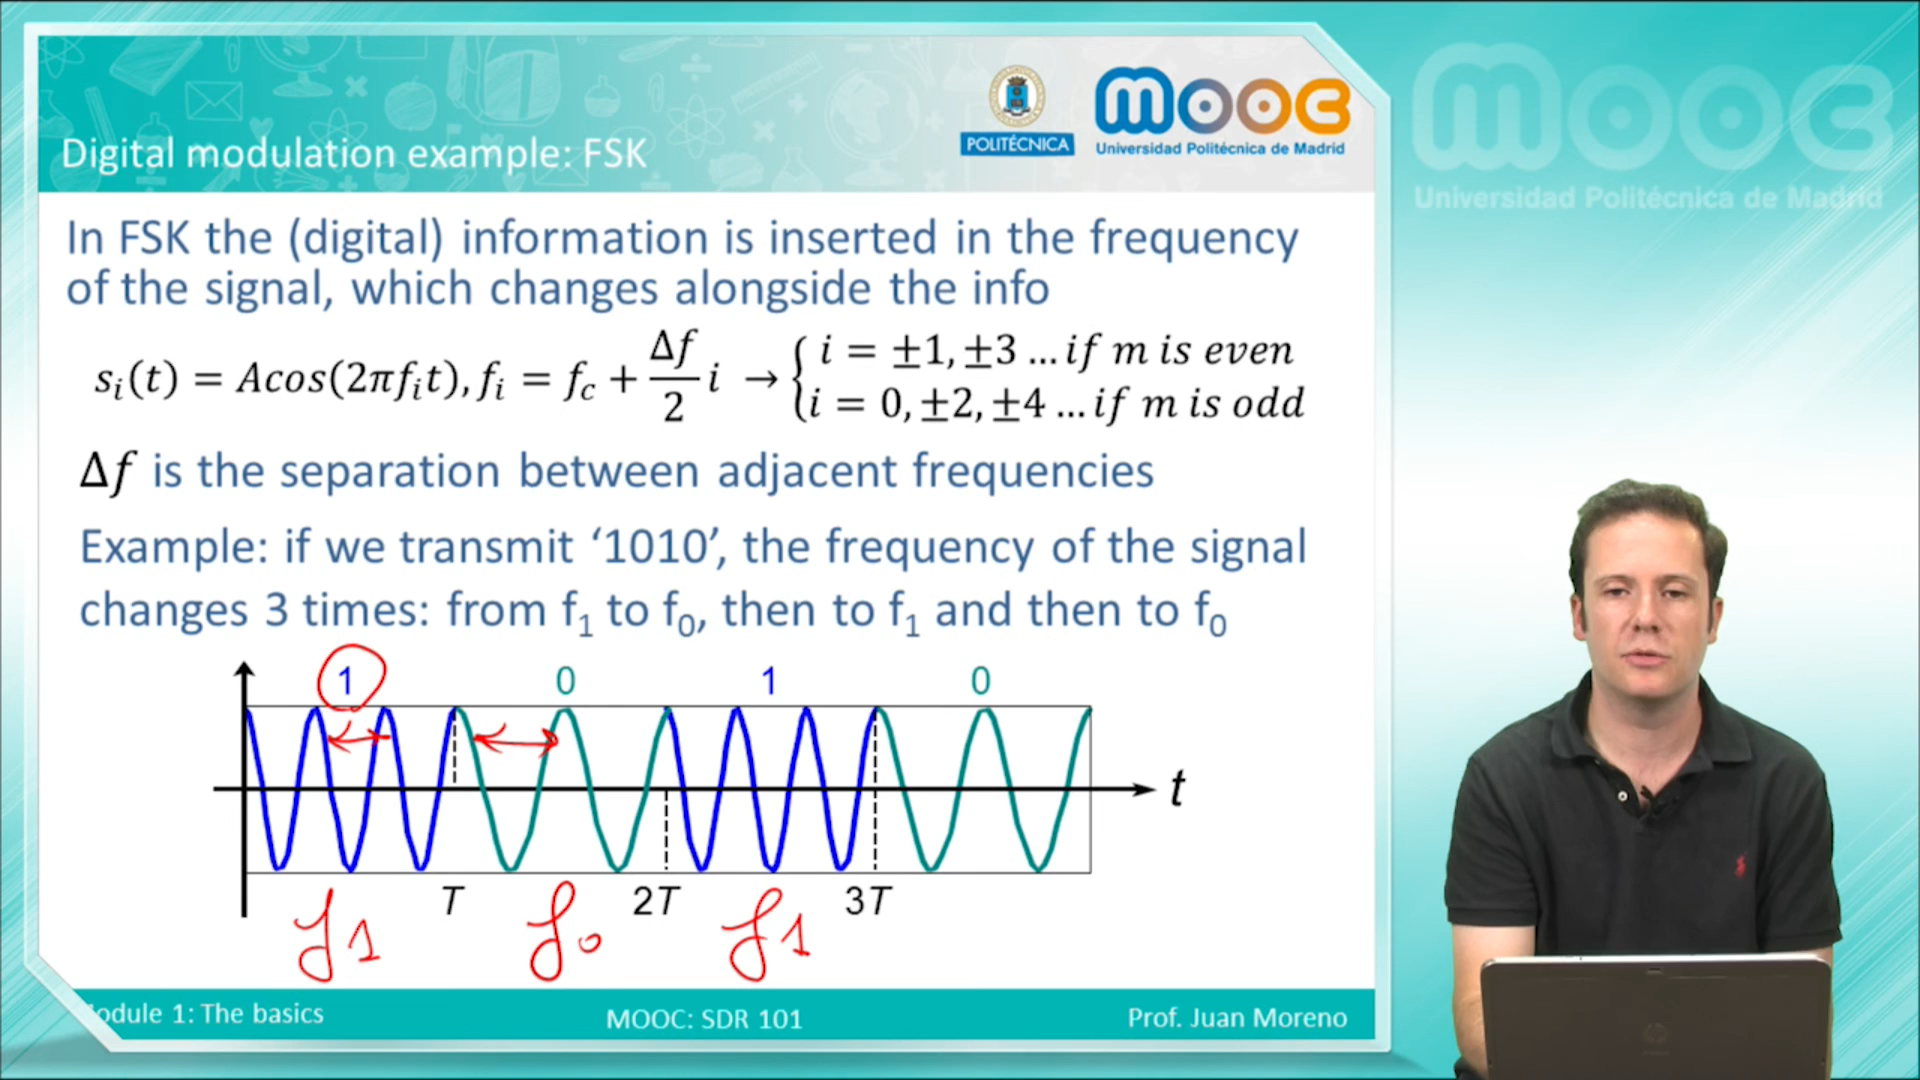 POLITÉCNICA
mooc
Universidad Politécnica de Madrid
mooc
Universidad Politécnica de Madrid
Digital modulation example: FSK
In FSK the (digital) information is inserted in the frequency
of the signal, which changes alongside the info
sᵢ(t) = Acos(2πfᵢt), fᵢ = f_c + Δf/2 i → { i = ±1, ±3 ... if m is even
i = 0, ±2, ±4 ... if m is odd
Δf is the separation between adjacent frequencies
Example: if we transmit ‘1010’, the frequency of the signal
changes 3 times: from f₁ to f₀, then to f₁ and then to f₀
1 0 1 0
t
T 2T 3T
f1 f0 f1
odule 1: The basics
MOOC: SDR 101
Prof. Juan Moreno